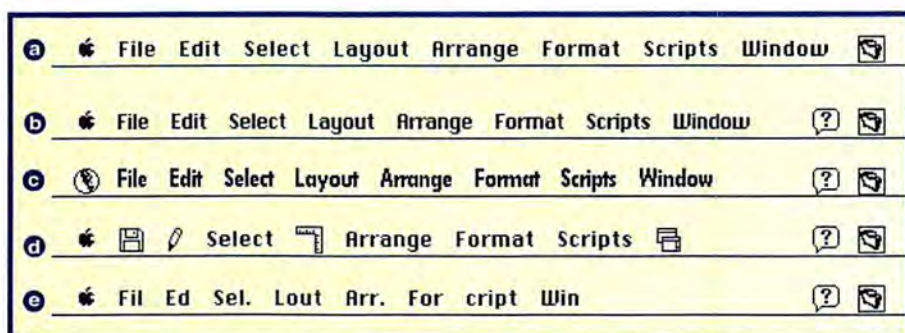 a File Edit Select Layout Arrange Format Scripts Window
b File Edit Select Layout Arrange Format Scripts Window ?
c File Edit Select Layout Arrange Format Scripts Window ?
d Select Arrange Format Scripts ?
e Fil Ed Sel. Lout Arr. For cript Win ?